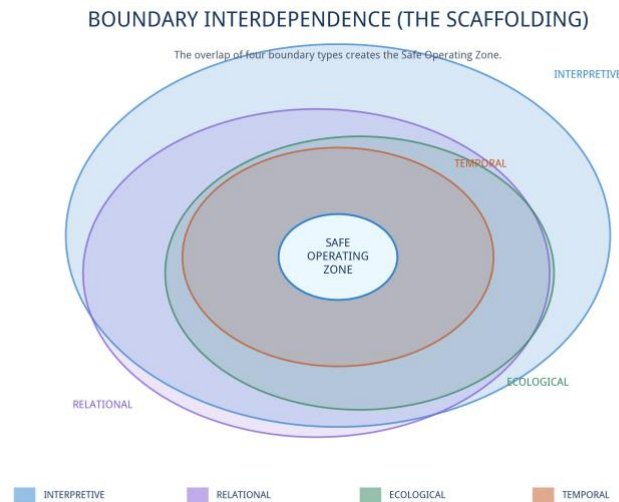 BOUNDARY INTERDEPENDENCE (THE SCAFFOLDING)
The overlap of four boundary types creates the Safe Operating Zone.
INTERPRETIVE
TEMPORAL
SAFE
OPERATING
ZONE
ECOLOGICAL
RELATIONAL
INTERPRETIVE RELATIONAL ECOLOGICAL TEMPORAL